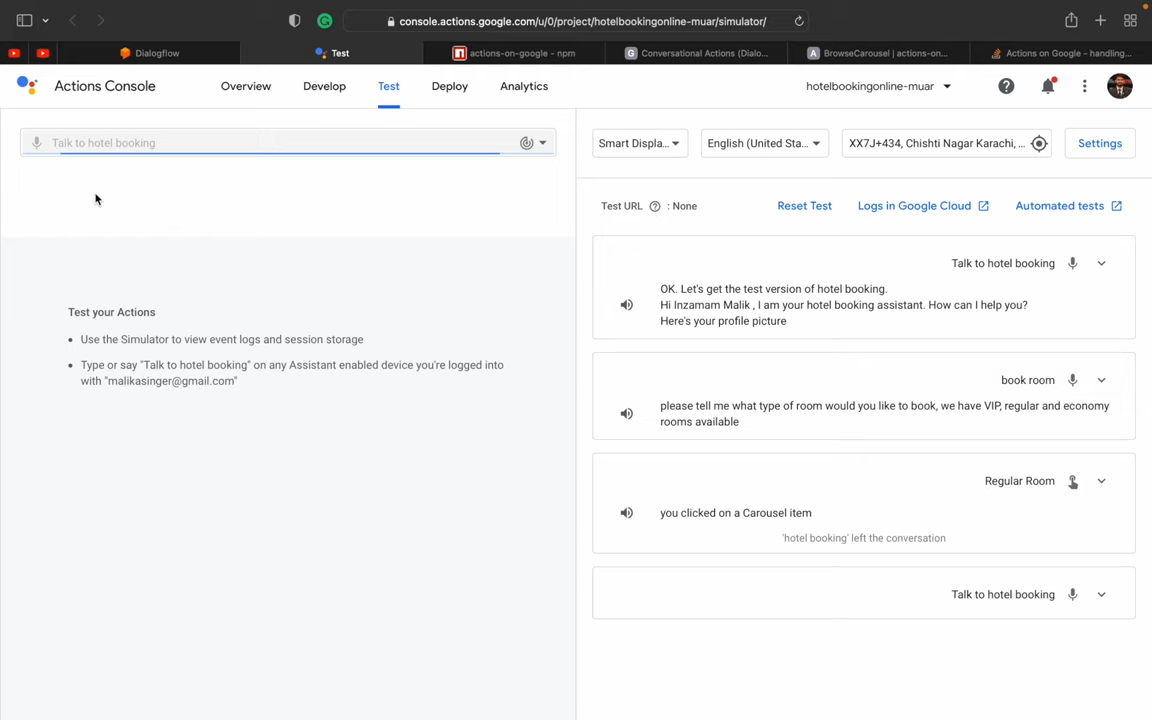 console.actions.google.com/u/0/project/hotelbookingonline-muar/simulator/
Dialogflow
Test
actions-on-google - npm
Conversational Actions (Dialo...
BrowseCarousel | actions-on...
Actions on Google - handling...
Actions Console
Overview
Develop
Test
Deploy
Analytics
hotelbookingonline-muar
Talk to hotel booking
Smart Displa...
English (United Sta...
XX7J+434, Chishti Nagar Karachi, ...
Settings
Test URL : None
Reset Test
Logs in Google Cloud
Automated tests
Talk to hotel booking
OK. Let's get the test version of hotel booking.
Hi Inzamam Malik , I am your hotel booking assistant. How can I help you?
Here's your profile picture
Test your Actions
• Use the Simulator to view event logs and session storage
• Type or say "Talk to hotel booking" on any Assistant enabled device you're logged into
with "malikasinger@gmail.com"
book room
please tell me what type of room would you like to book, we have VIP, regular and economy
rooms available
Regular Room
you clicked on a Carousel item
'hotel booking' left the conversation
Talk to hotel booking